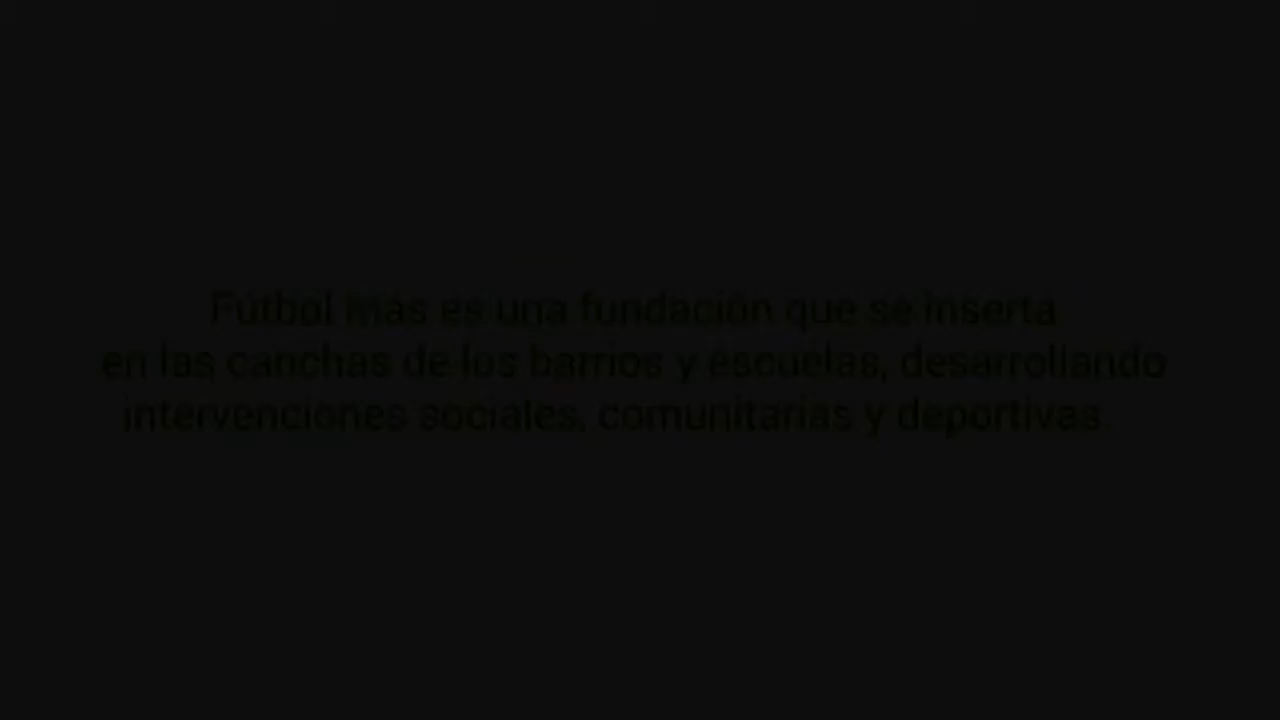 Fútbol más es una fundación que se inserta
en las canchas de los barrios y escuelas, desarrollando
intervenciones sociales, comunitarias y deportivas.